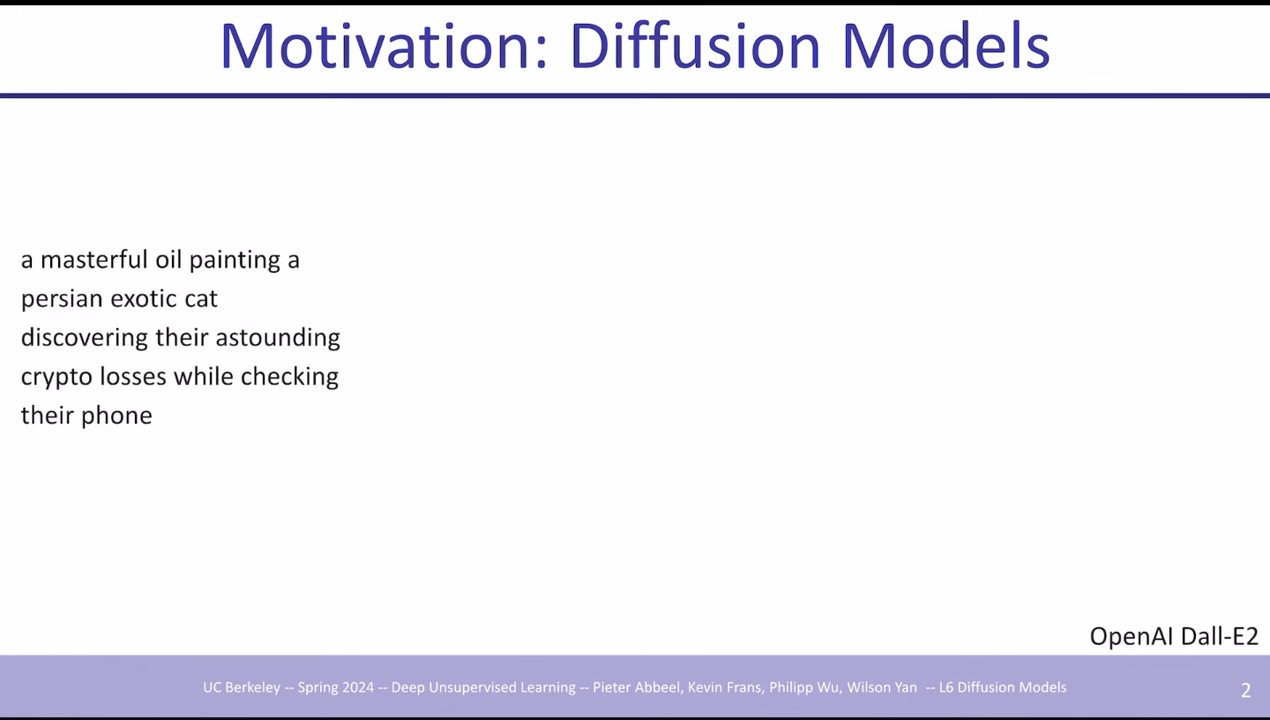 Motivation: Diffusion Models
a masterful oil painting a
persian exotic cat
discovering their astounding
crypto losses while checking
their phone
OpenAI Dall-E2
UC Berkeley -- Spring 2024 -- Deep Unsupervised Learning -- Pieter Abbeel, Kevin Frans, Philipp Wu, Wilson Yan -- L6 Diffusion Models
2